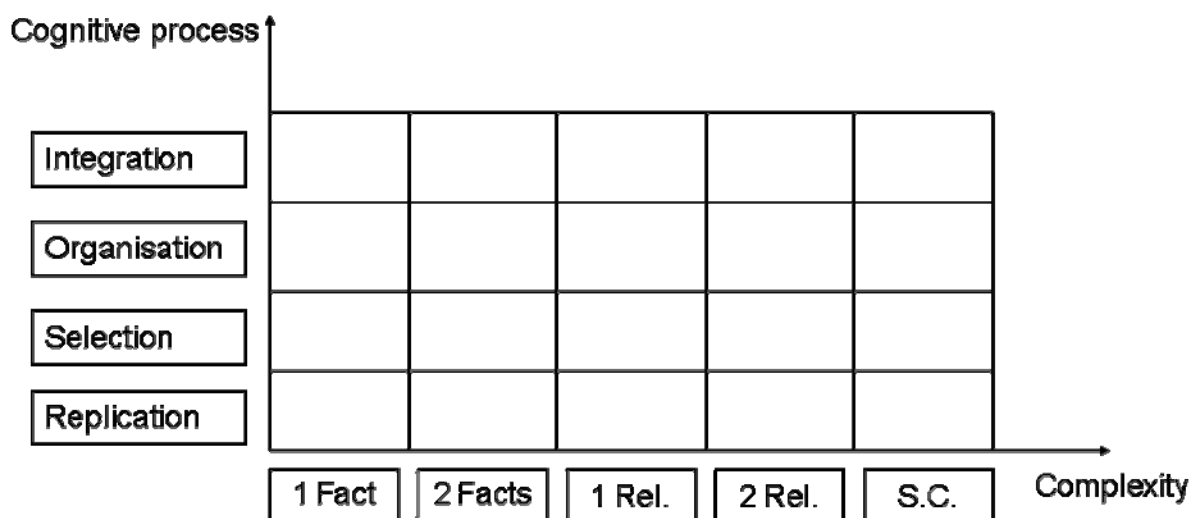 Cognitive process
Integration
Organisation
Selection
Replication
1 Fact
2 Facts
1 Rel.
2 Rel.
S.C.
Complexity